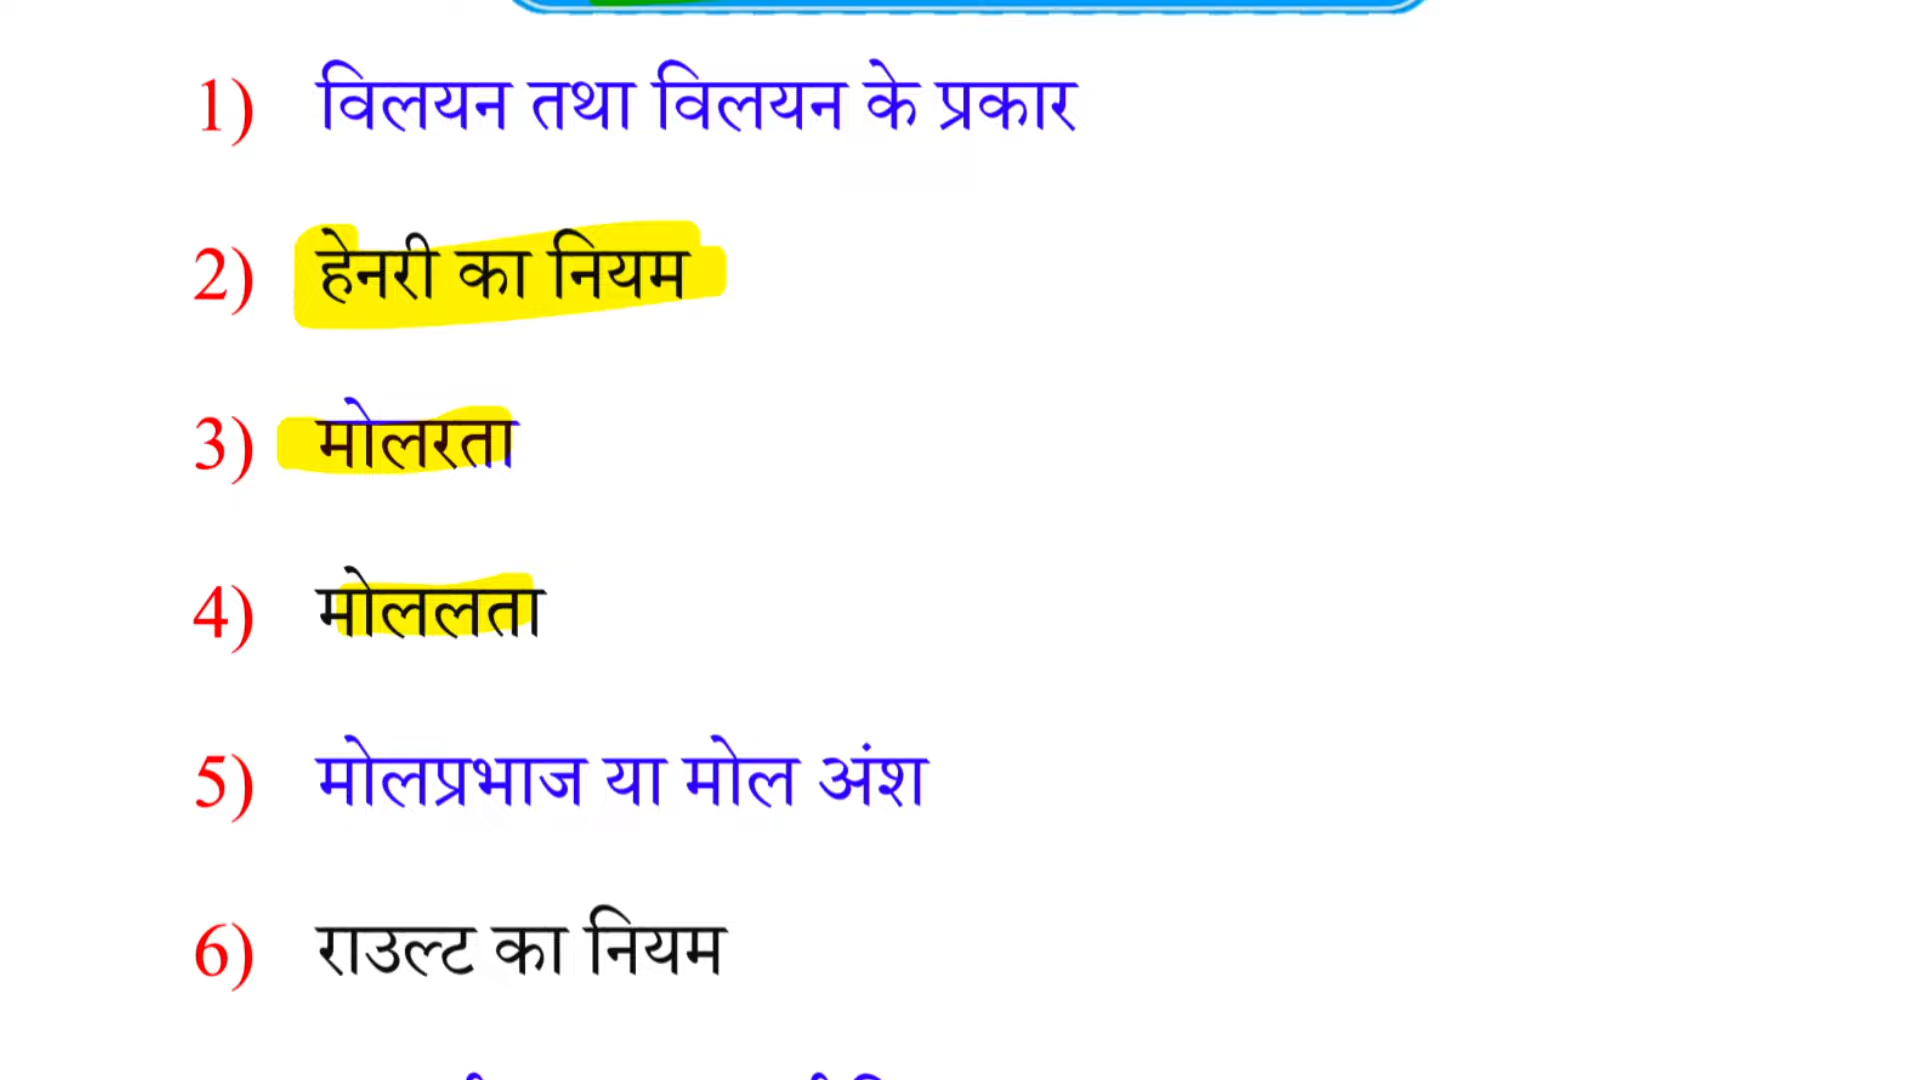 1) विलयन तथा विलयन के प्रकार
2) हेनरी का नियम
3) मोलरता
4) मोललता
5) मोलप्रभाज या मोल अंश
6) राउल्ट का नियम